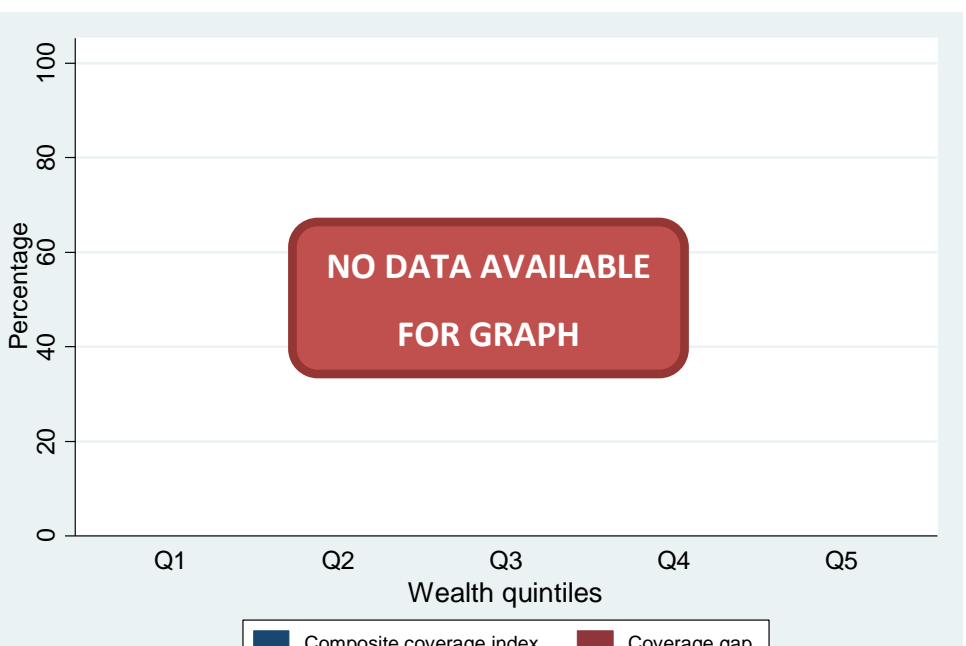 100
80
60
40
20
0
Percentage
NO DATA AVAILABLE
FOR GRAPH
Q1 Q2 Q3 Q4 Q5
Wealth quintiles
Composite coverage index Coverage gap